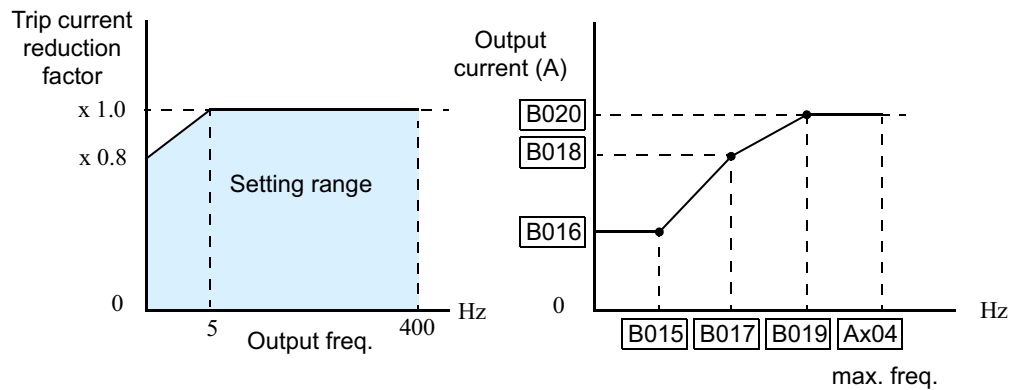 Trip current
reduction
factor
x 1.0
x 0.8
Setting range
0
5
400
Hz
Output freq.
Output
current (A)
B020
B018
B016
0
Hz
B015
B017
B019
Ax04
max. freq.